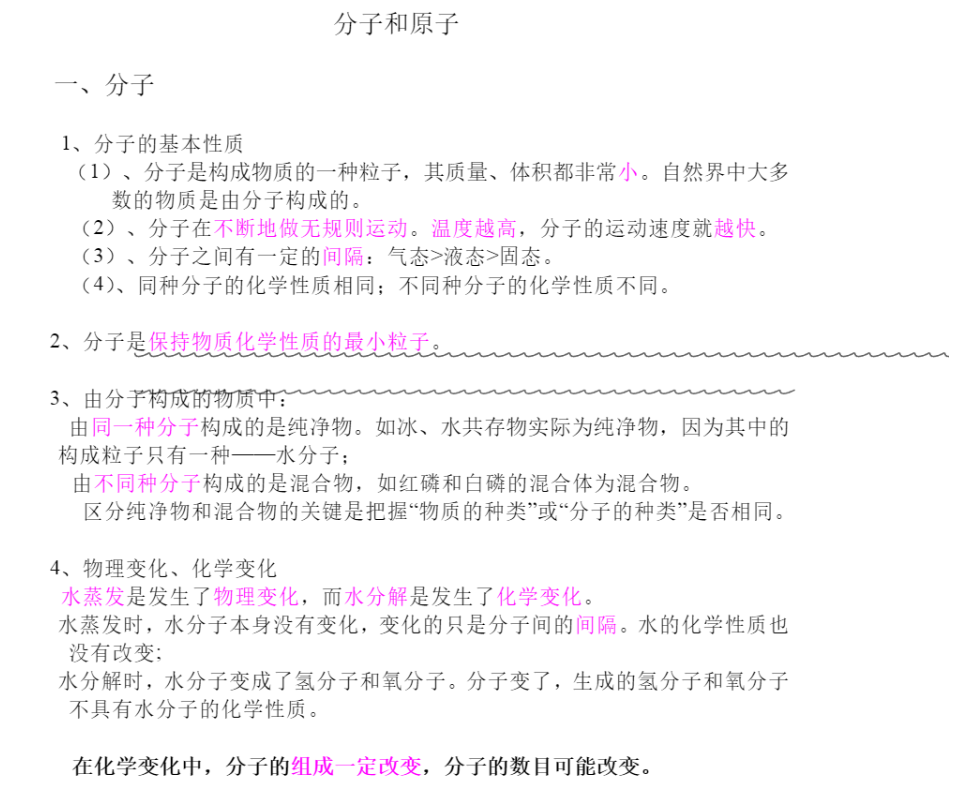 分子和原子
一、分子
1、分子的基本性质
（1）、分子是构成物质的一种粒子，其质量、体积都非常小。自然界中大多
数的物质是由分子构成的。
（2）、分子在不断地做无规则运动。温度越高，分子的运动速度就越快。
（3）、分子之间有一定的间隔：气态>液态>固态。
（4）、同种分子的化学性质相同；不同种分子的化学性质不同。
2、分子是保持物质化学性质的最小粒子。
3、由分子构成的物质中：
由同一种分子构成的是纯净物。如冰、水共存物实际为纯净物，因为其中的
构成粒子只有一种——水分子；
由不同种分子构成的是混合物，如红磷和白磷的混合体为混合物。
区分纯净物和混合物的关键是把握“物质的种类”或“分子的种类”是否相同。
4、物理变化、化学变化
水蒸发是发生了物理变化，而水分解是发生了化学变化。
水蒸发时，水分子本身没有变化，变化的只是分子间的间隔。水的化学性质也
没有改变;
水分解时，水分子变成了氢分子和氧分子。分子变了，生成的氢分子和氧分子
不具有水分子的化学性质。
在化学变化中，分子的组成一定改变，分子的数目可能改变。